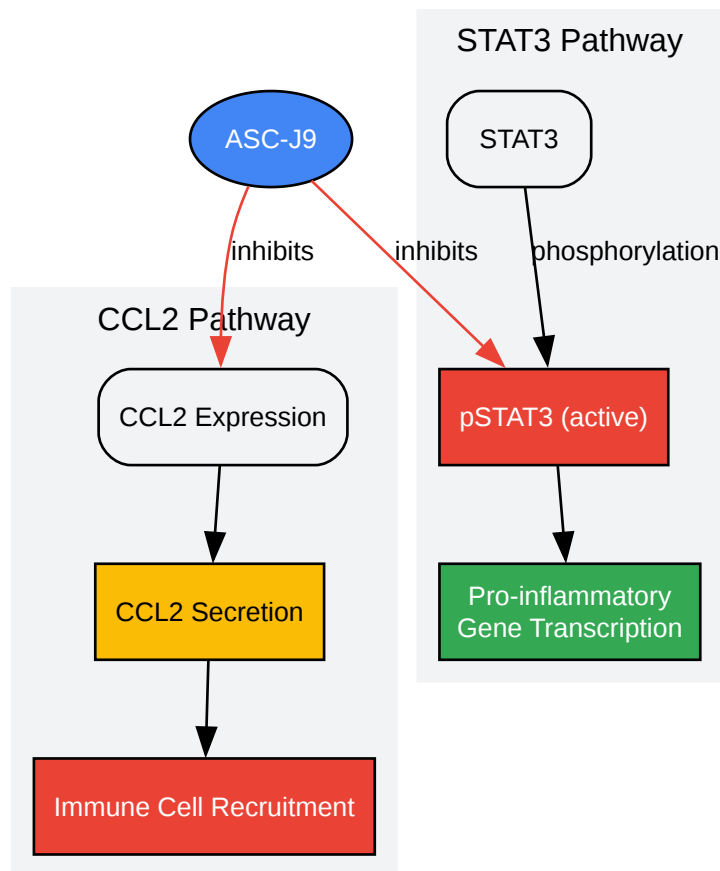 STAT3 Pathway
ASC-J9
STAT3
inhibits
inhibits
phosphorylation
CCL2 Pathway
CCL2 Expression
pSTAT3 (active)
CCL2 Secretion
Pro-inflammatory
Gene Transcription
Immune Cell Recruitment